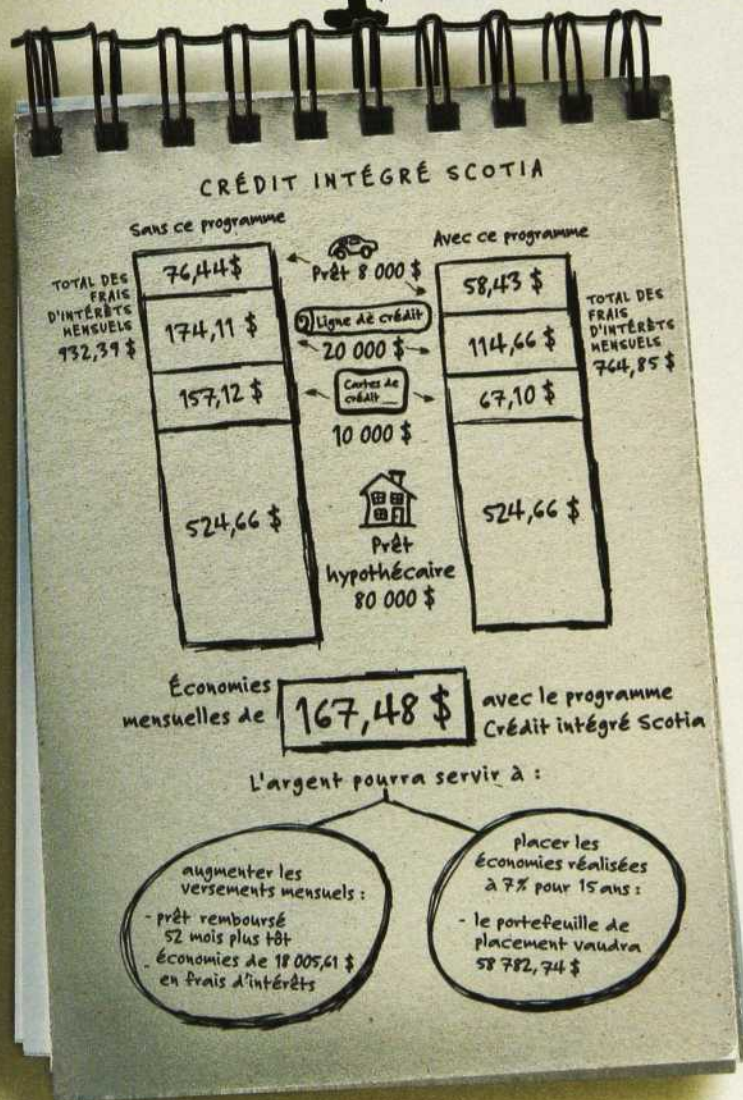 CRÉDIT INTÉGRÉ SCOTIA
Sans ce programme
TOTAL DES
FRAIS
D'INTÉRÊTS
MENSUELS
932,39 $
76,44 $
174,11 $
157,12 $
524,66 $
Prêt 8 000 $
Ligne de crédit
20 000 $
Cartes de
crédit
10 000 $
Prêt
hypothécaire
80 000 $
Avec ce programme
58,43 $
114,66 $
67,10 $
524,66 $
TOTAL DES
FRAIS
D'INTÉRÊTS
MENSUELS
764,85 $
Économies
mensuelles de
167,48 $
avec le programme
Crédit intégré Scotia
L'argent pourra servir à :
augmenter les
versements mensuels :
- prêt remboursé
52 mois plus tôt
- économies de 18 005,61 $
en frais d'intérêts
placer les
économies réalisées
à 7% pour 15 ans :
- le portefeuille de
placement vaudra
58 782,74 $